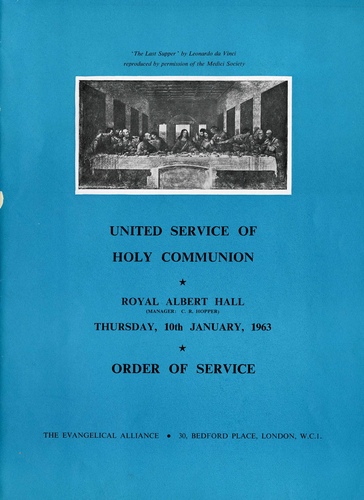 "The Last Supper" by Leonardo da Vinci
reproduced by permission of the Medici Society
UNITED SERVICE OF
HOLY COMMUNION
★
ROYAL ALBERT HALL
(MANAGER: C. R. HOPPER)
THURSDAY, 10th JANUARY, 1963
★
ORDER OF SERVICE
THE EVANGELICAL ALLIANCE • 30, BEDFORD PLACE, LONDON, W.C.1.